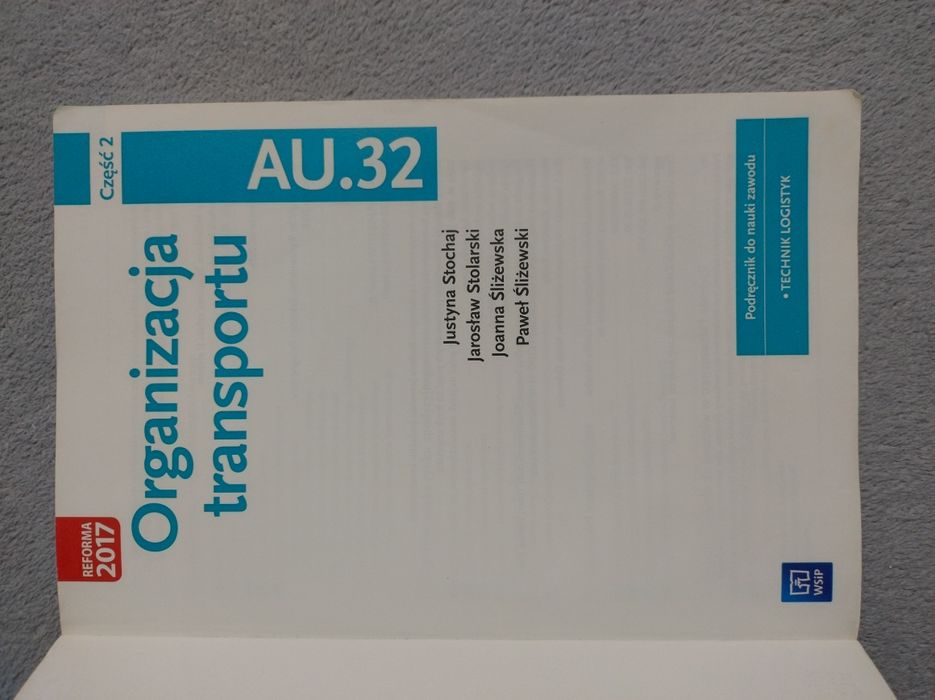 REFORMA
2017
Organizacja
transportu
Część 2
AU.32
Justyna Stochaj
Jarosław Stolarski
Joanna Śliżewska
Paweł Śliżewski
Podręcznik do nauki zawodu
• TECHNIK LOGISTYK
WSiP